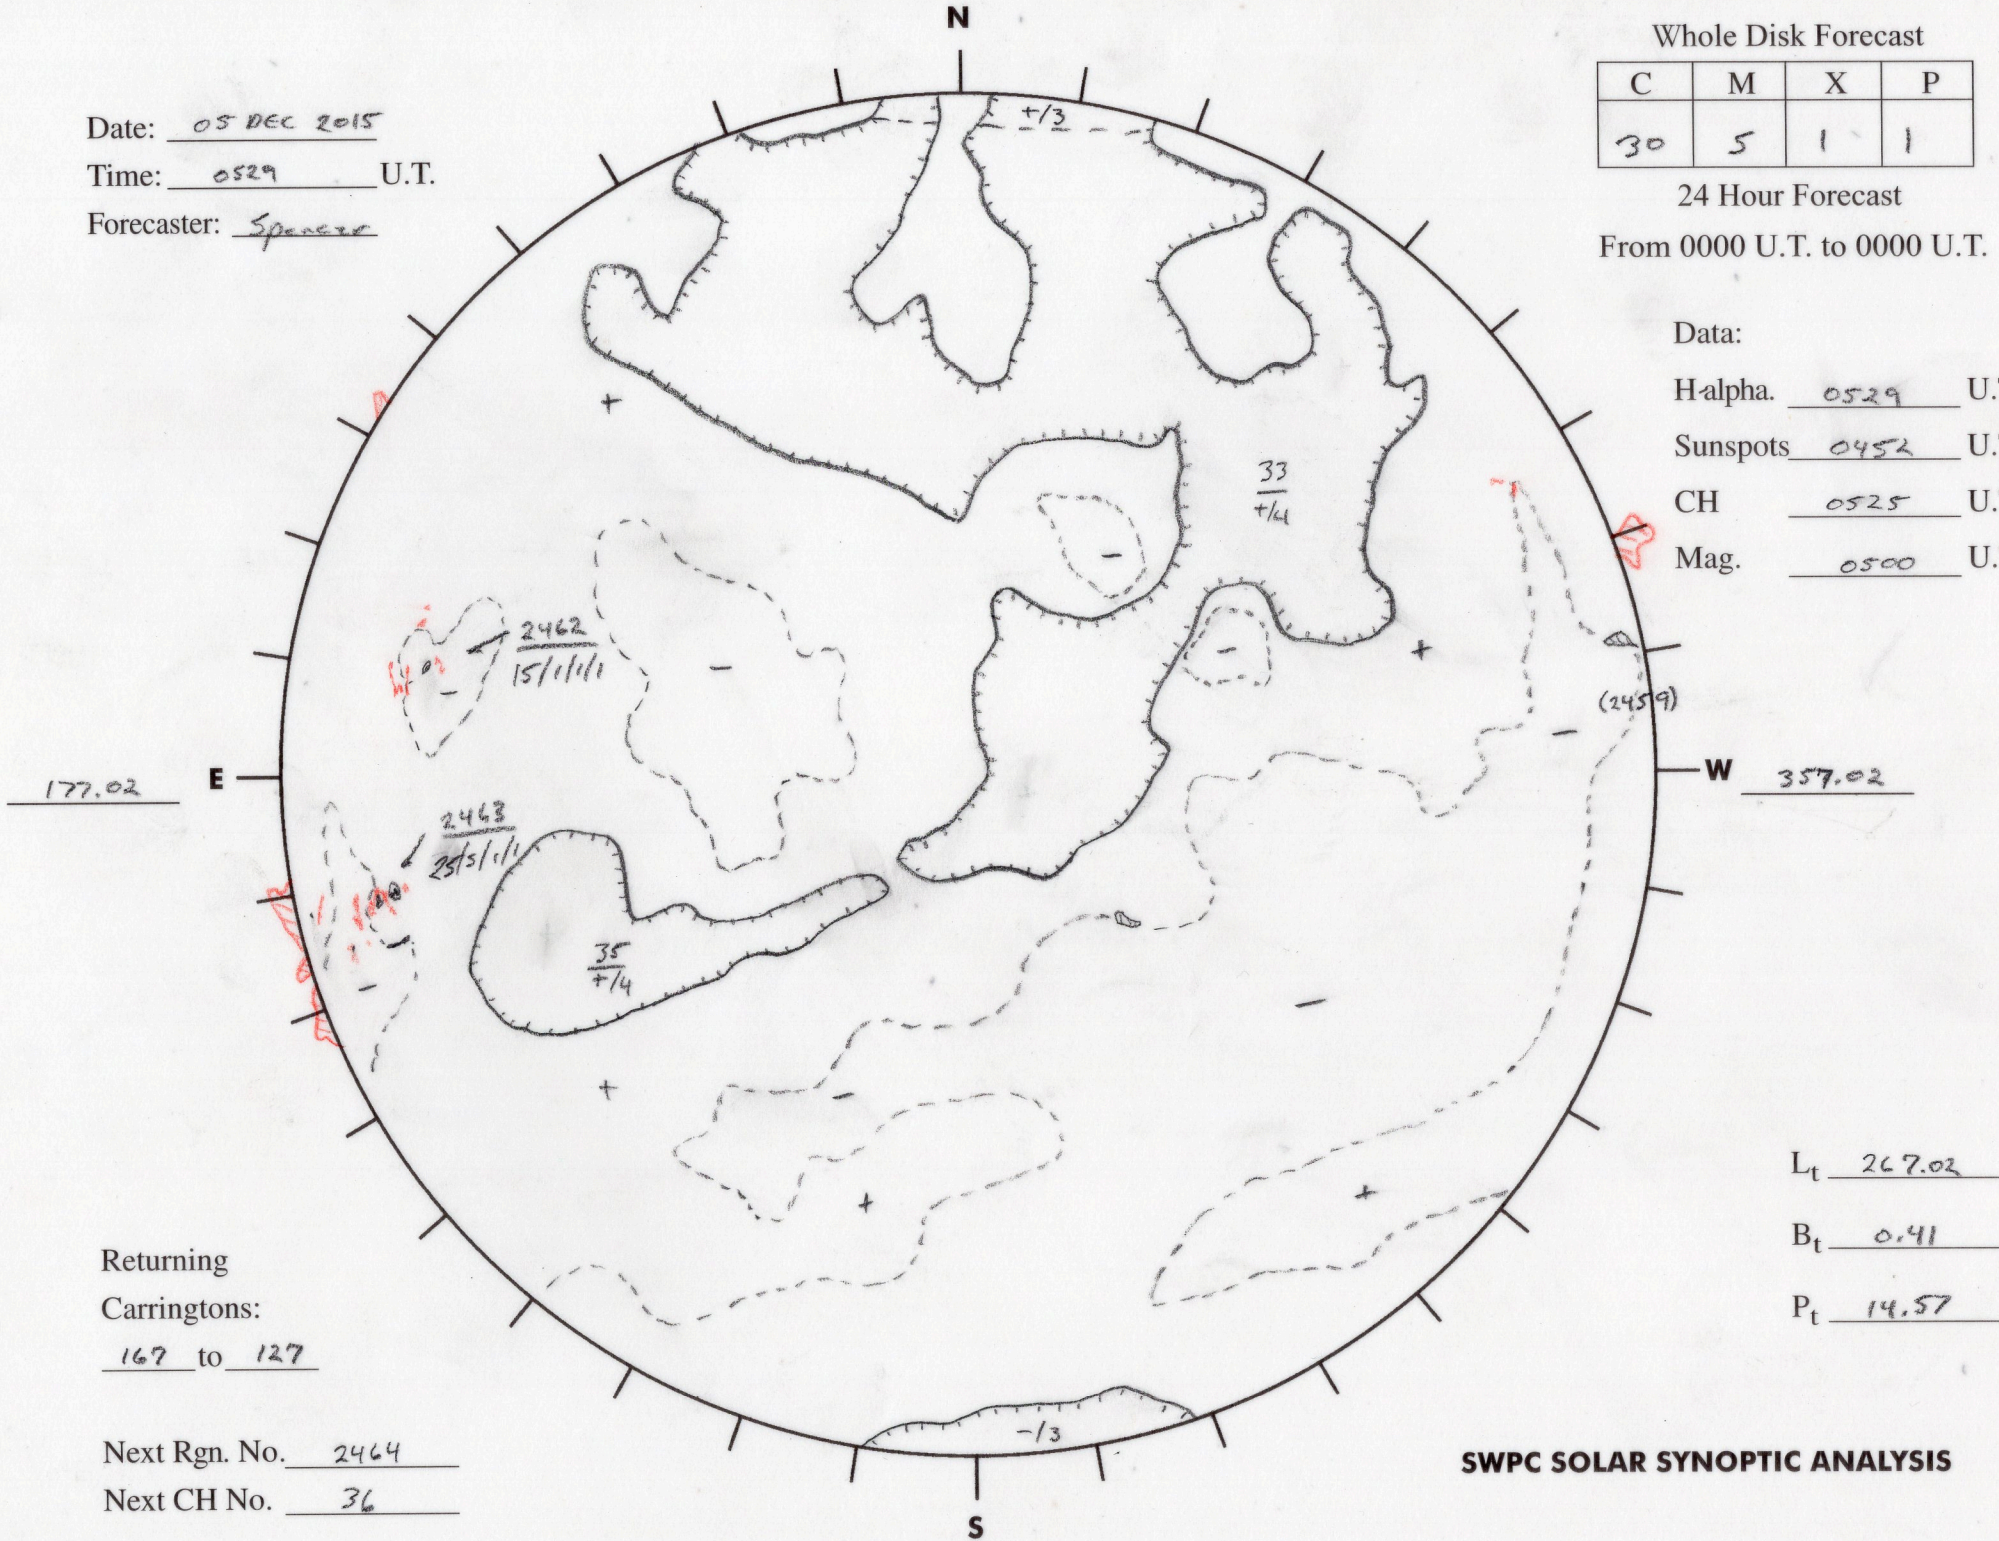 N
Whole Disk Forecast
C M X P
30 5 1 1
24 Hour Forecast
From 0000 U.T. to 0000 U.T.
Date: 05 DEC 2015
Time: 0529 U.T.
Forecaster: Spencer
+/3
Data:
H-alpha. 0529 U.
Sunspots 0452 U.
CH 0525 U.
Mag. 0500 U.
+
33
+/4
-
2462
15/1/1/1
-
-
-
+
(2459)
-
177.02 E
W 357.02
2463
25/5/1/1
35
+/4
-
-
+
-
+
+
Lt 267.02
Bt 0.41
Pt 14.57
Returning
Carringtons:
167 to 127
Next Rgn. No. 2464
Next CH No. 36
-/3
SWPC SOLAR SYNOPTIC ANALYSIS
S